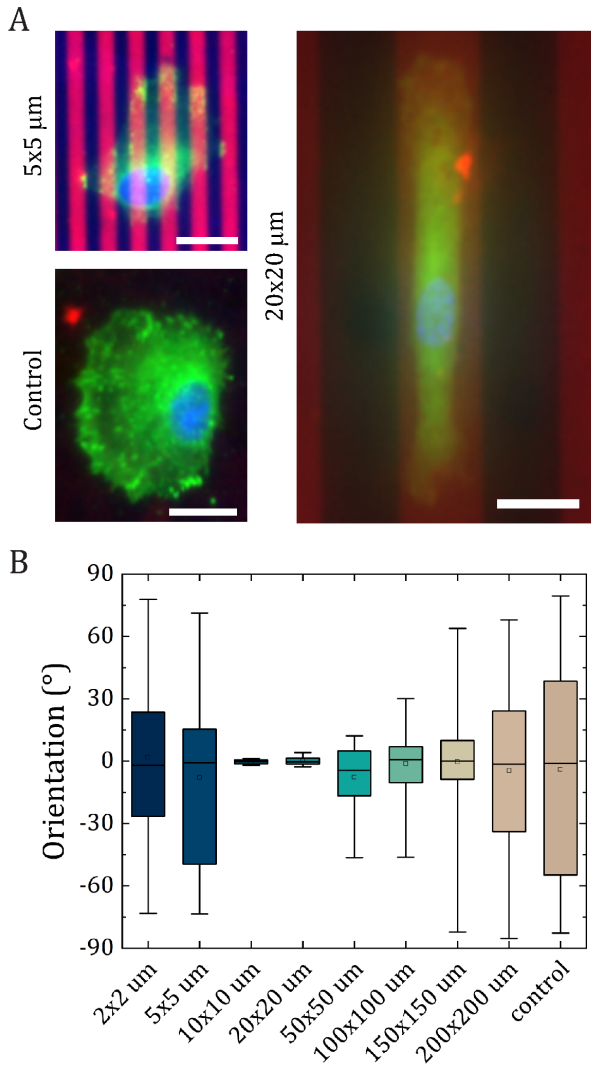 A
5x5 µm
Control
20x20 µm
B
Orientation (°)
90
60
30
0
-30
-60
-90
2x2 um
5x5 um
10x10 um
20x20 um
50x50 um
100x100 um
150x150 um
200x200 um
control